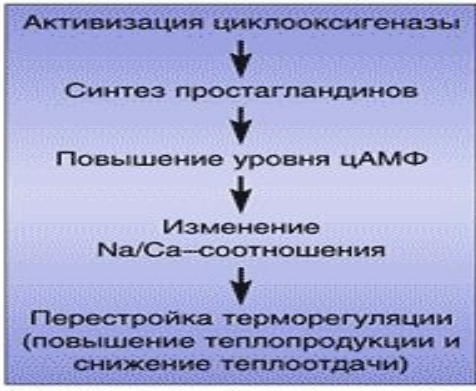 Активизация циклооксигеназы
Синтез простагландинов
Повышение уровня цАМФ
Изменение
Na/Ca–соотношения
Перестройка терморегуляции
(повышение теплопродукции и
снижение теплоотдачи)